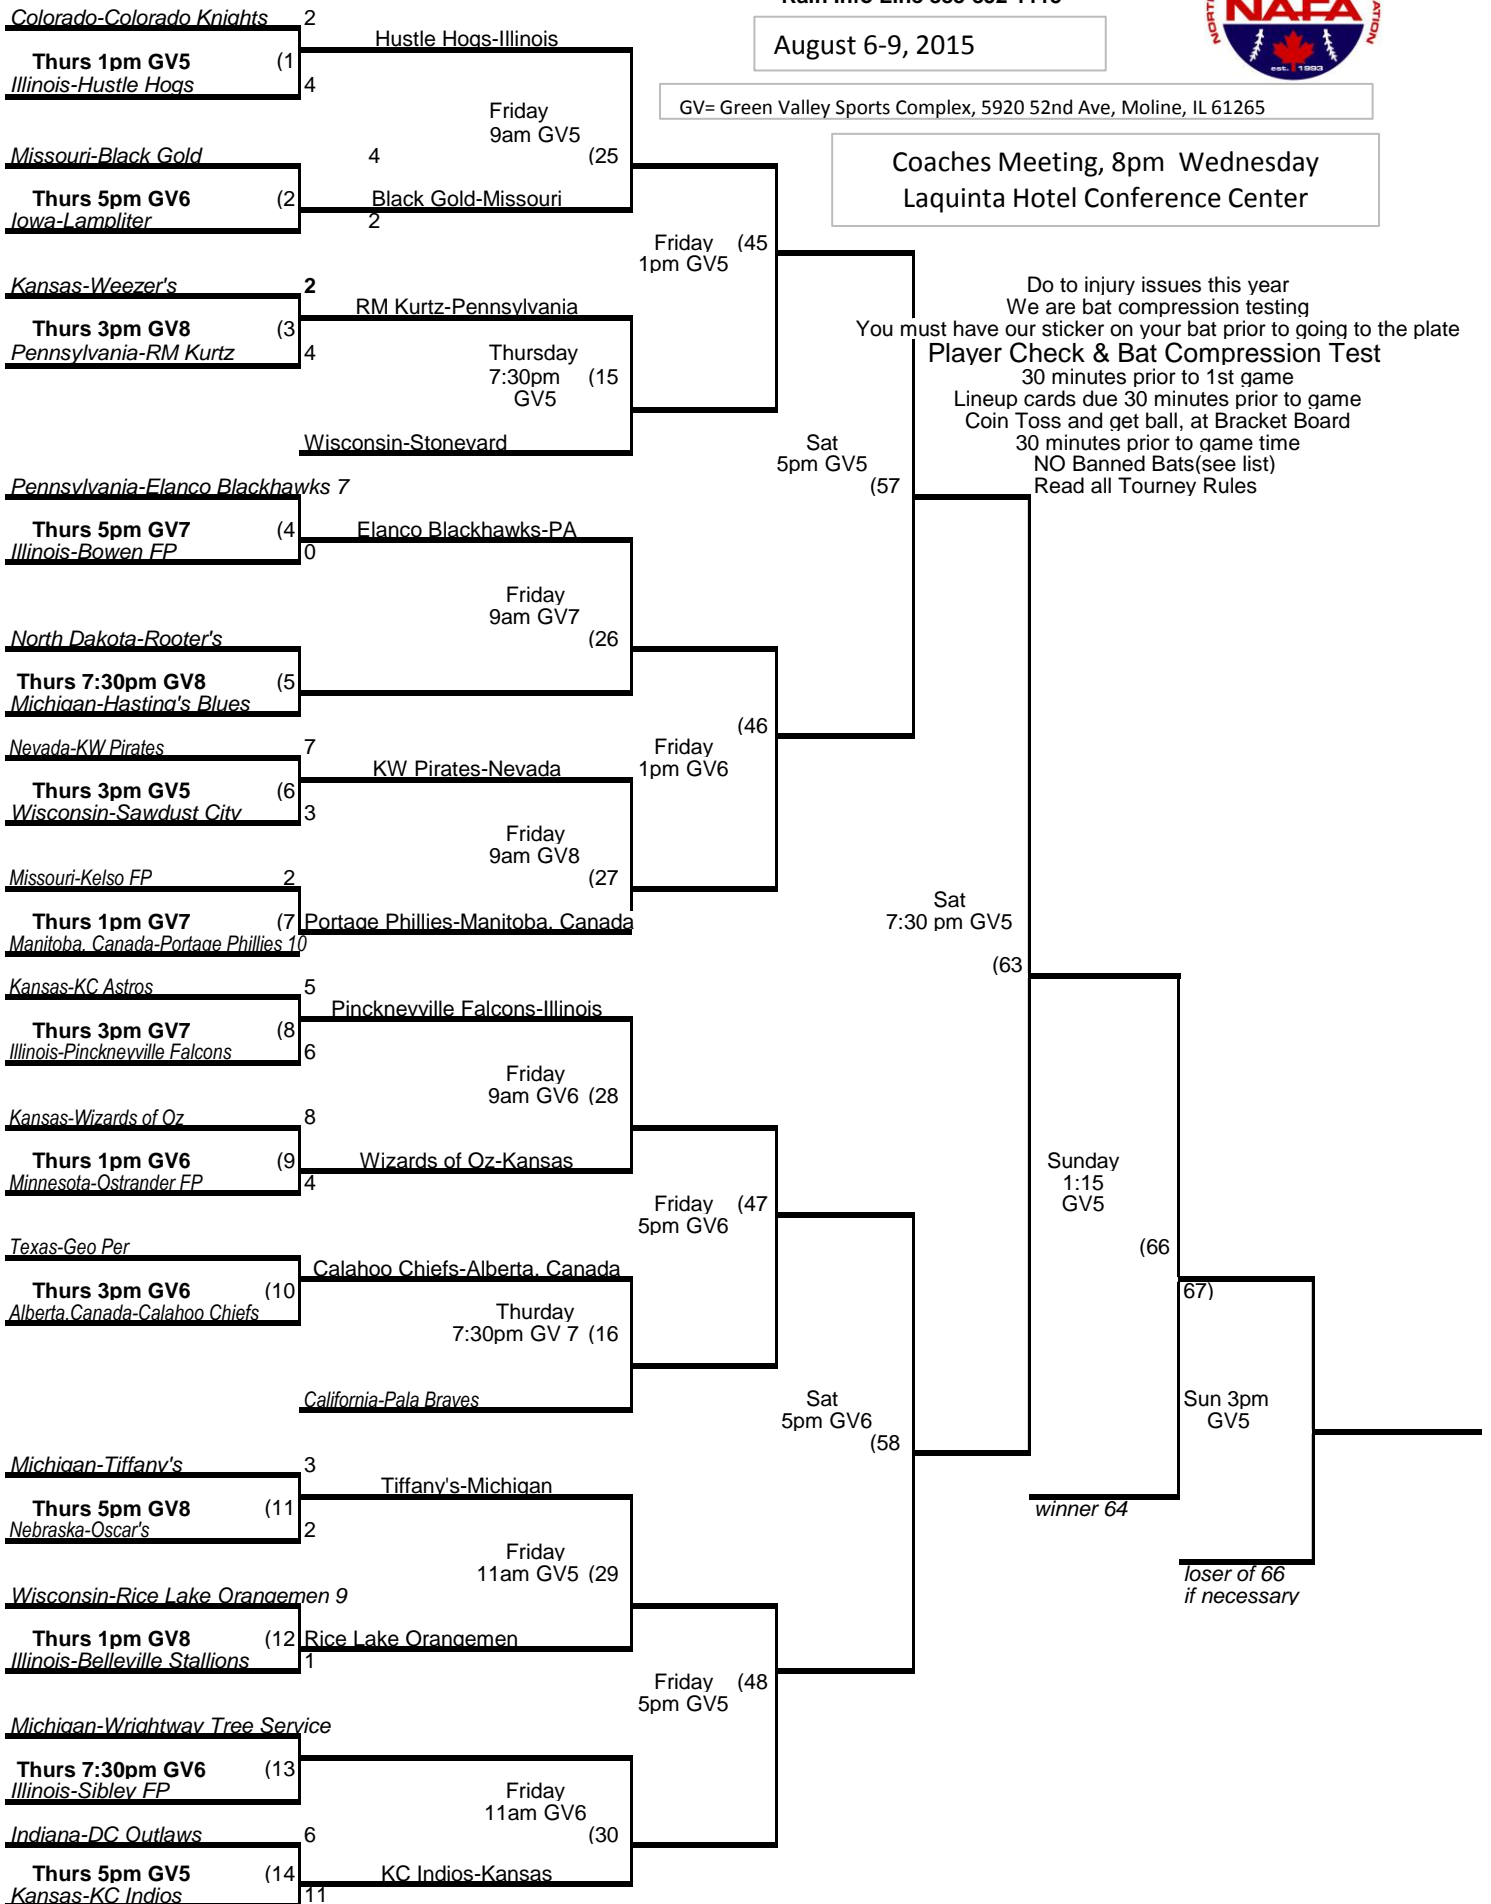 Rain Info Line 888-692-1116
NAFA
est. 1993
August 6-9, 2015
GV= Green Valley Sports Complex, 5920 52nd Ave, Moline, IL 61265
Coaches Meeting, 8pm Wednesday
Laquinta Hotel Conference Center
Do to injury issues this year
We are bat compression testing
You must have our sticker on your bat prior to going to the plate
Player Check & Bat Compression Test
30 minutes prior to 1st game
Lineup cards due 30 minutes prior to game
Coin Toss and get ball, at Bracket Board
30 minutes prior to game time
NO Banned Bats(see list)
Read all Tourney Rules
Colorado-Colorado Knights 2
Thurs 1pm GV5 (1
Illinois-Hustle Hogs 4
Hustle Hogs-Illinois
Friday
9am GV5
4 (25
Missouri-Black Gold
Thurs 5pm GV6 (2
Iowa-Lampliter
Black Gold-Missouri
2
Friday (45
1pm GV5
Kansas-Weezer's 2
Thurs 3pm GV8 (3
Pennsylvania-RM Kurtz 4
RM Kurtz-Pennsylvania
Thursday
7:30pm (15
GV5
Wisconsin-Stoneyard
Sat
5pm GV5
(57
Pennsylvania-Elanco Blackhawks 7
Thurs 5pm GV7 (4
Illinois-Bowen FP 0
Elanco Blackhawks-PA
Friday
9am GV7
(26
North Dakota-Rooter's
Thurs 7:30pm GV8 (5
Michigan-Hasting's Blues
(46
Friday
1pm GV6
Nevada-KW Pirates 7
Thurs 3pm GV5 (6
Wisconsin-Sawdust City 3
KW Pirates-Nevada
Friday
9am GV8
(27
Missouri-Kelso FP 2
Thurs 1pm GV7 (7
Manitoba, Canada-Portage Phillies 10
Portage Phillies-Manitoba, Canada
Sat
7:30 pm GV5
(63
Kansas-KC Astros 5
Thurs 3pm GV7 (8
Illinois-Pinckneyville Falcons 6
Pinckneyville Falcons-Illinois
Friday
9am GV6 (28
Kansas-Wizards of Oz 8
Thurs 1pm GV6 (9
Minnesota-Ostrander FP 4
Wizards of Oz-Kansas
Friday (47
5pm GV6
Sunday
1:15
GV5
(66
Texas-Geo Per
Thurs 3pm GV6 (10
Alberta,Canada-Calahoo Chiefs
Calahoo Chiefs-Alberta, Canada
Thurday
7:30pm GV 7 (16
California-Pala Braves
67)
Sat
5pm GV6
(58
Sun 3pm
GV5
Michigan-Tiffany's 3
Thurs 5pm GV8 (11
Nebraska-Oscar's 2
Tiffany's-Michigan
Friday
11am GV5 (29
winner 64
loser of 66
if necessary
Wisconsin-Rice Lake Orangemen 9
Thurs 1pm GV8 (12
Illinois-Belleville Stallions 1
Rice Lake Orangemen
Friday (48
5pm GV5
Michigan-Wrightway Tree Service
Thurs 7:30pm GV6 (13
Illinois-Sibley FP
Friday
11am GV6
(30
Indiana-DC Outlaws 6
Thurs 5pm GV5 (14
Kansas-KC Indios 11
KC Indios-Kansas